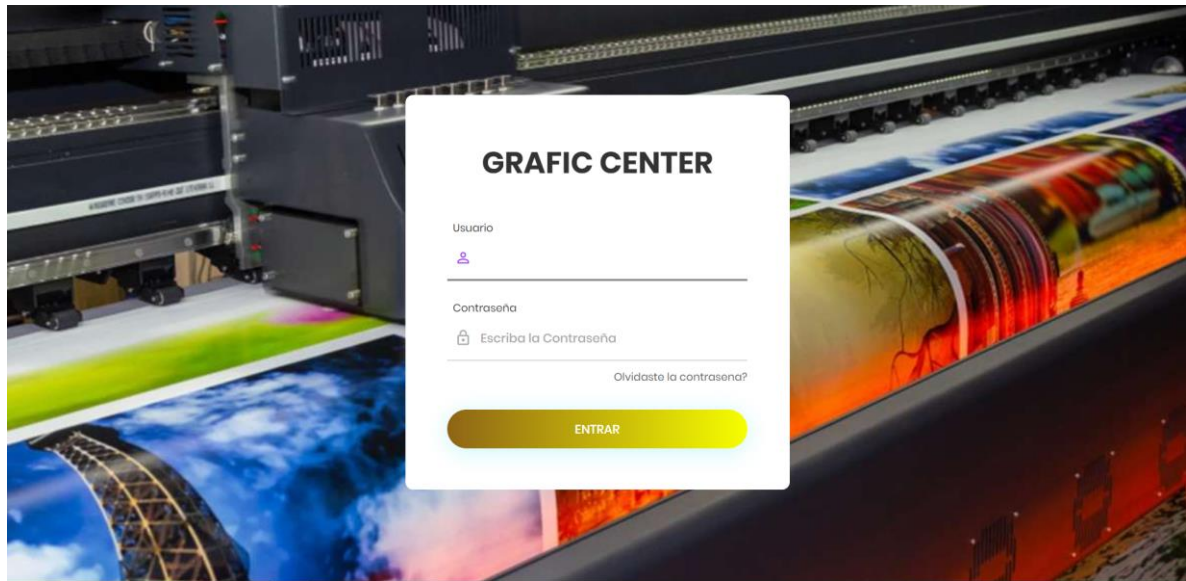 GRAFIC CENTER
Usuario
Contraseña
Escriba la Contraseña
Olvidaste la contrasena?
ENTRAR